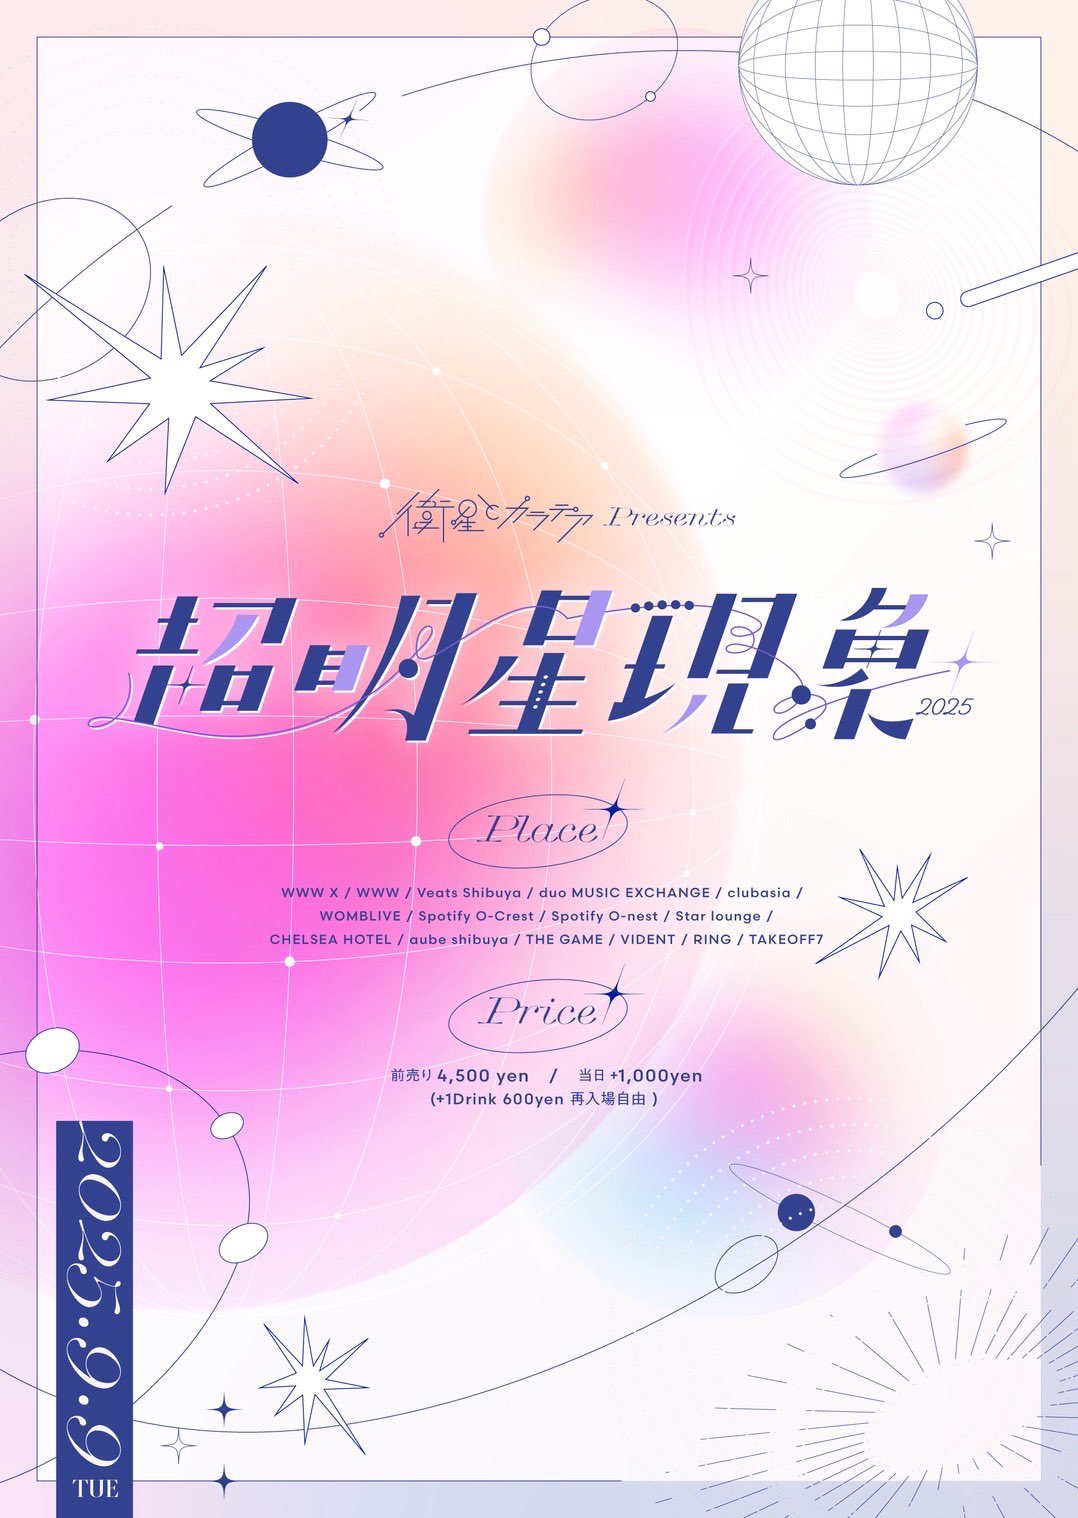 衛星とカラテア Presents
超明星現象
2025
Place
WWW X / WWW / Veats Shibuya / duo MUSIC EXCHANGE / clubasia /
WOMBLIVE / Spotify O-Crest / Spotify O-nest / Star lounge /
CHELSEA HOTEL / aube shibuya / THE GAME / VIDENT / RING / TAKEOFF7
Price
前売り 4,500 yen / 当日 +1,000yen
(+1Drink 600yen 再入場自由 )
2025.9.9
TUE